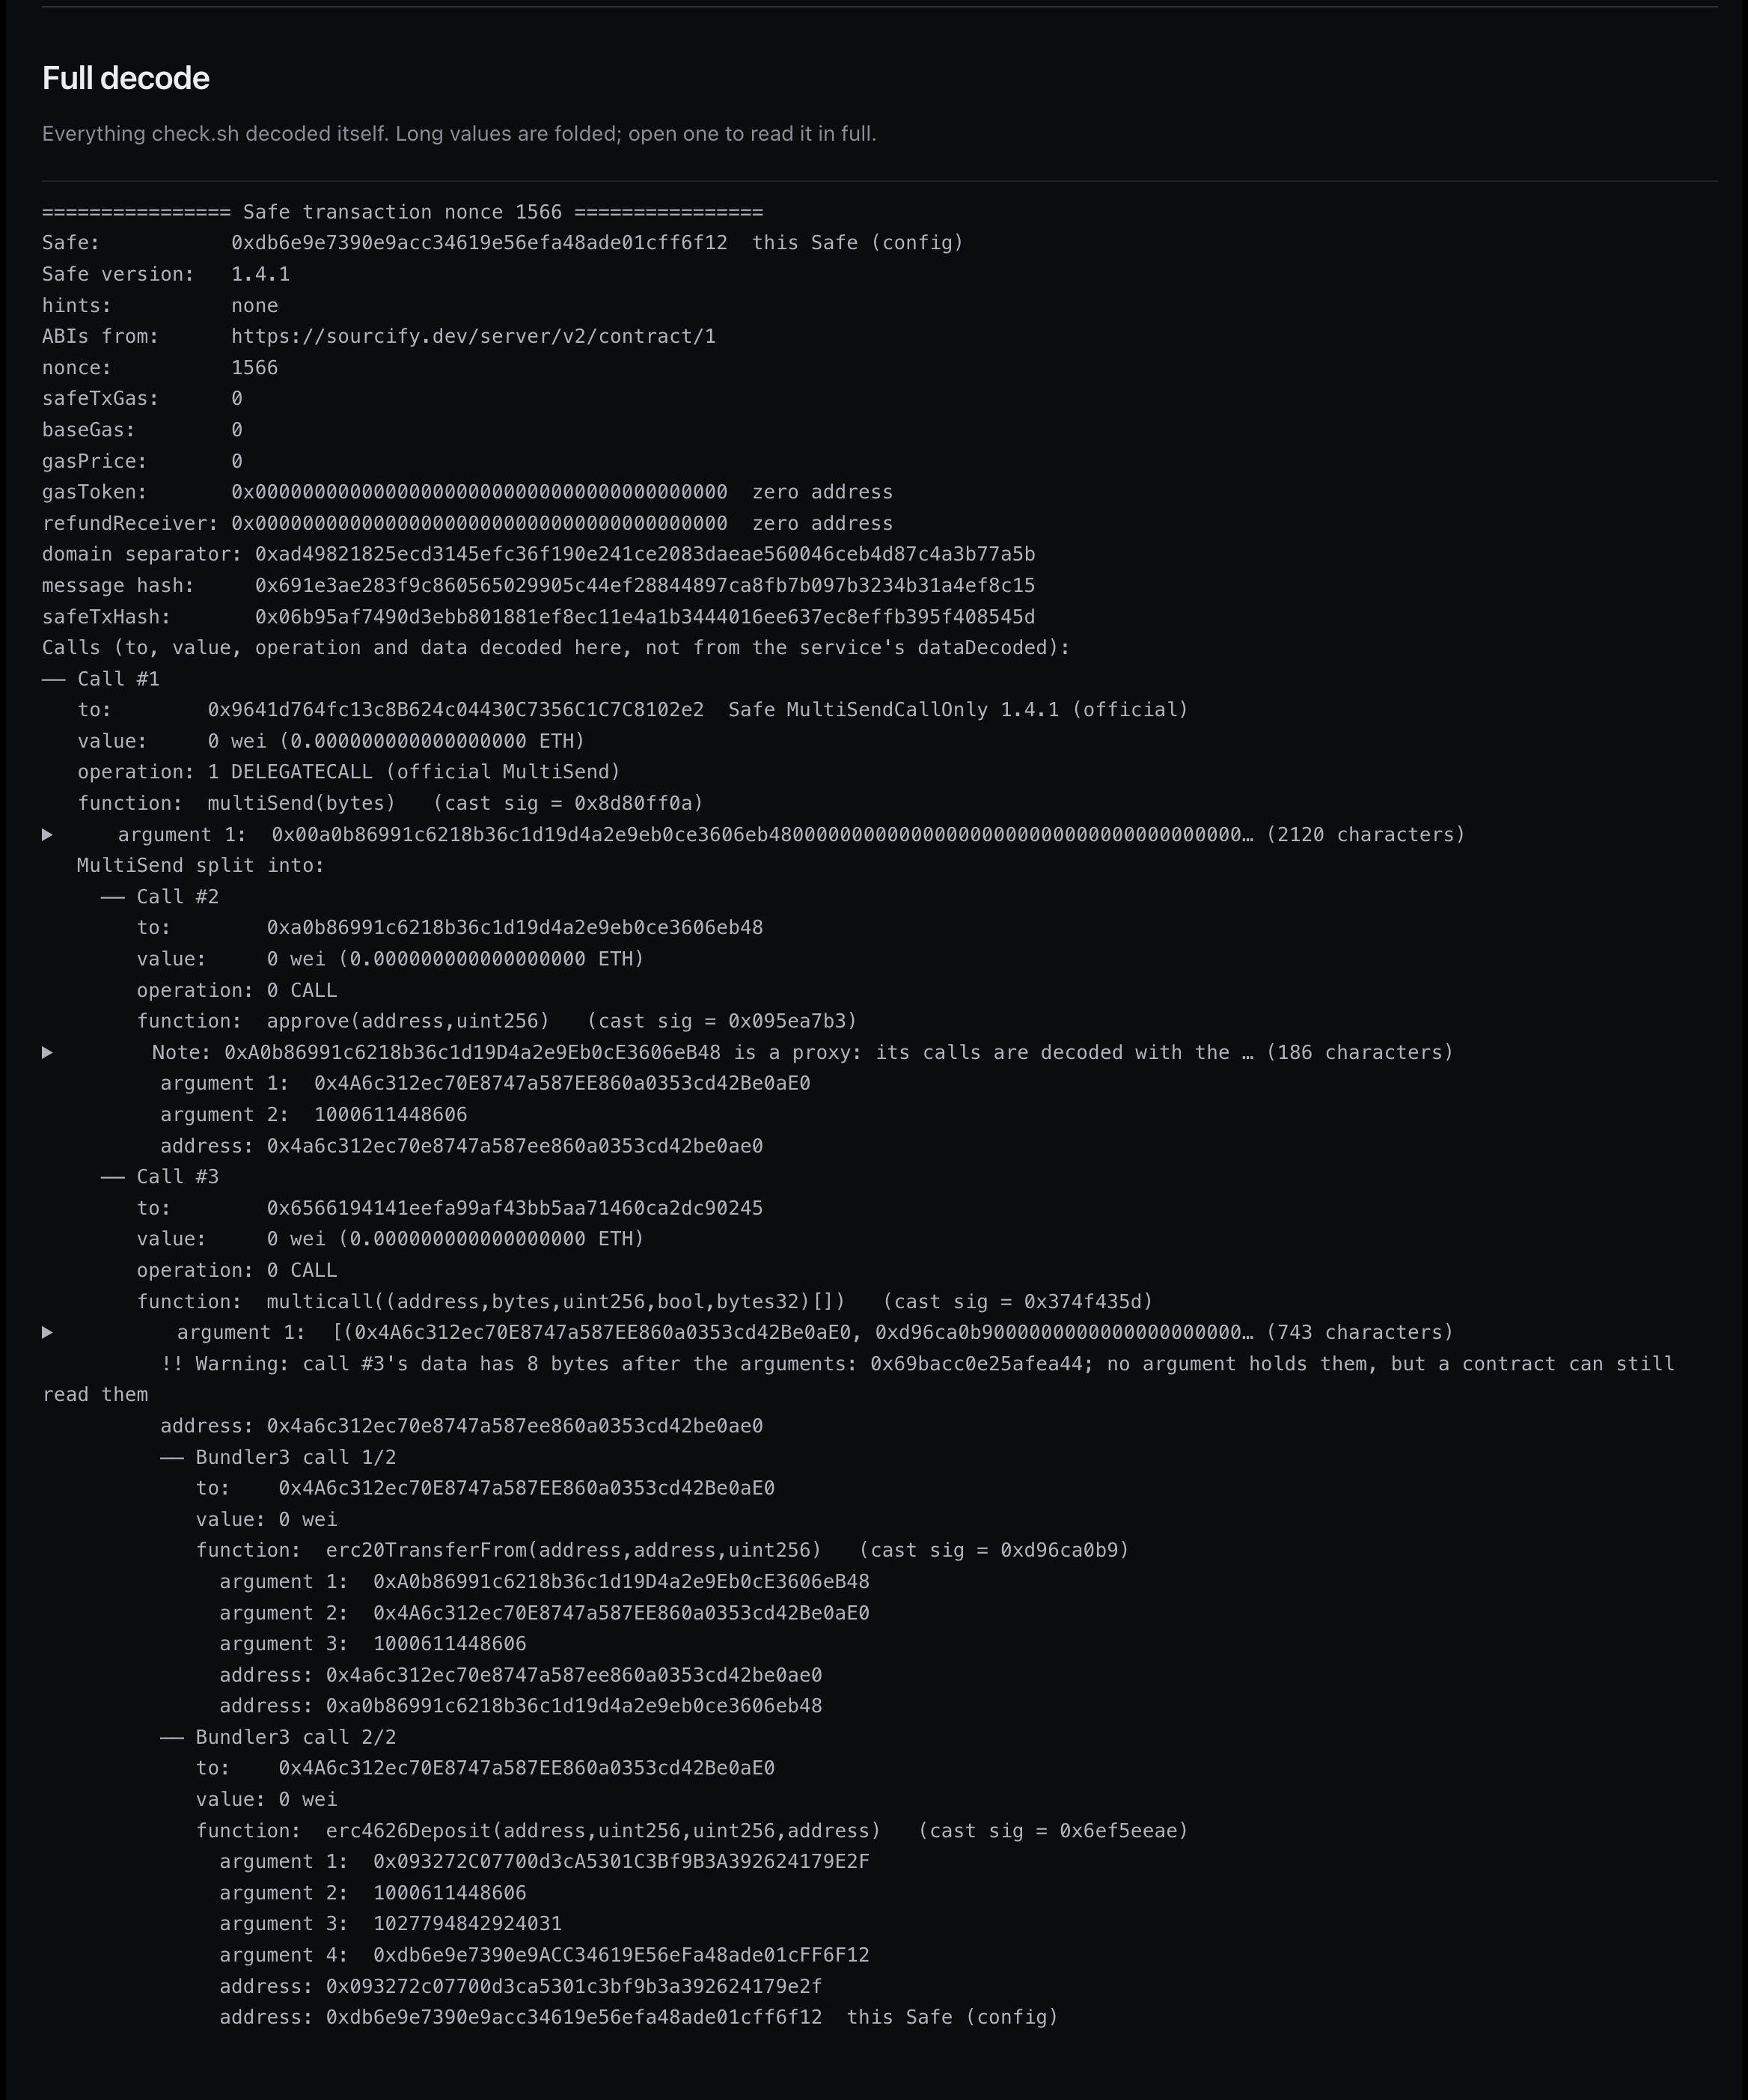 Full decode
Everything check.sh decoded itself. Long values are folded; open one to read it in full.
================ Safe transaction nonce 1566 ================
Safe:           0xdb6e9e7390e9acc34619e56efa48ade01cff6f12  this Safe (config)
Safe version:   1.4.1
hints:          none
ABIs from:      https://sourcify.dev/server/v2/contract/1
nonce:          1566
safeTxGas:      0
baseGas:        0
gasPrice:       0
gasToken:       0x0000000000000000000000000000000000000000  zero address
refundReceiver: 0x0000000000000000000000000000000000000000  zero address
domain separator: 0xad49821825ecd3145efc36f190e241ce2083daeae560046ceb4d87c4a3b77a5b
message hash:     0x691e3ae283f9c860565029905c44ef28844897ca8fb7b097b3234b31a4ef8c15
safeTxHash:       0x06b95af7490d3ebb801881ef8ec11e4a1b3444016ee637ec8effb395f408545d
Calls (to, value, operation and data decoded here, not from the service's dataDecoded):
── Call #1
   to:        0x9641d764fc13c8B624c04430C7356C1C7C8102e2  Safe MultiSendCallOnly 1.4.1 (official)
   value:     0 wei (0.000000000000000000 ETH)
   operation: 1 DELEGATECALL (official MultiSend)
   function:  multiSend(bytes)   (cast sig = 0x8d80ff0a)
▶ argument 1:  0x00a0b86991c6218b36c1d19d4a2e9eb0ce3606eb4800000000000000000000000000000000000000… (2120 characters)
   MultiSend split into:
     ── Call #2
        to:        0xa0b86991c6218b36c1d19d4a2e9eb0ce3606eb48
        value:     0 wei (0.000000000000000000 ETH)
        operation: 0 CALL
        function:  approve(address,uint256)   (cast sig = 0x095ea7b3)
▶ Note: 0xA0b86991c6218b36c1d19D4a2e9Eb0cE3606eB48 is a proxy: its calls are decoded with the … (186 characters)
          argument 1:  0x4A6c312ec70E8747a587EE860a0353cd42Be0aE0
          argument 2:  1000611448606
          address: 0x4a6c312ec70e8747a587ee860a0353cd42be0ae0
     ── Call #3
        to:        0x6566194141eefa99af43bb5aa71460ca2dc90245
        value:     0 wei (0.000000000000000000 ETH)
        operation: 0 CALL
        function:  multicall((address,bytes,uint256,bool,bytes32)[])   (cast sig = 0x374f435d)
▶ argument 1:  [(0x4A6c312ec70E8747a587EE860a0353cd42Be0aE0, 0xd96ca0b9000000000000000000000… (743 characters)
          !! Warning: call #3's data has 8 bytes after the arguments: 0x69bacc0e25afea44; no argument holds them, but a contract can still
read them
          address: 0x4a6c312ec70e8747a587ee860a0353cd42be0ae0
          ── Bundler3 call 1/2
             to:    0x4A6c312ec70E8747a587EE860a0353cd42Be0aE0
             value: 0 wei
             function:  erc20TransferFrom(address,address,uint256)   (cast sig = 0xd96ca0b9)
               argument 1:  0xA0b86991c6218b36c1d19D4a2e9Eb0cE3606eB48
               argument 2:  0x4A6c312ec70E8747a587EE860a0353cd42Be0aE0
               argument 3:  1000611448606
               address: 0x4a6c312ec70e8747a587ee860a0353cd42be0ae0
               address: 0xa0b86991c6218b36c1d19d4a2e9eb0ce3606eb48
          ── Bundler3 call 2/2
             to:    0x4A6c312ec70E8747a587EE860a0353cd42Be0aE0
             value: 0 wei
             function:  erc4626Deposit(address,uint256,uint256,address)   (cast sig = 0x6ef5eeae)
               argument 1:  0x093272C07700d3cA5301C3Bf9B3A392624179E2F
               argument 2:  1000611448606
               argument 3:  1027794842924031
               argument 4:  0xdb6e9e7390e9ACC34619E56eFa48ade01cFF6F12
               address: 0x093272c07700d3ca5301c3bf9b3a392624179e2f
               address: 0xdb6e9e7390e9acc34619e56efa48ade01cff6f12  this Safe (config)